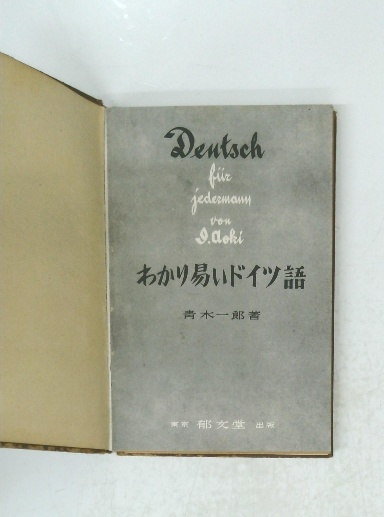 Deutsch
für
jedermann
von
I. Aoki
わかり易いドイツ語
青木一郎著
東京 郁文堂 出版